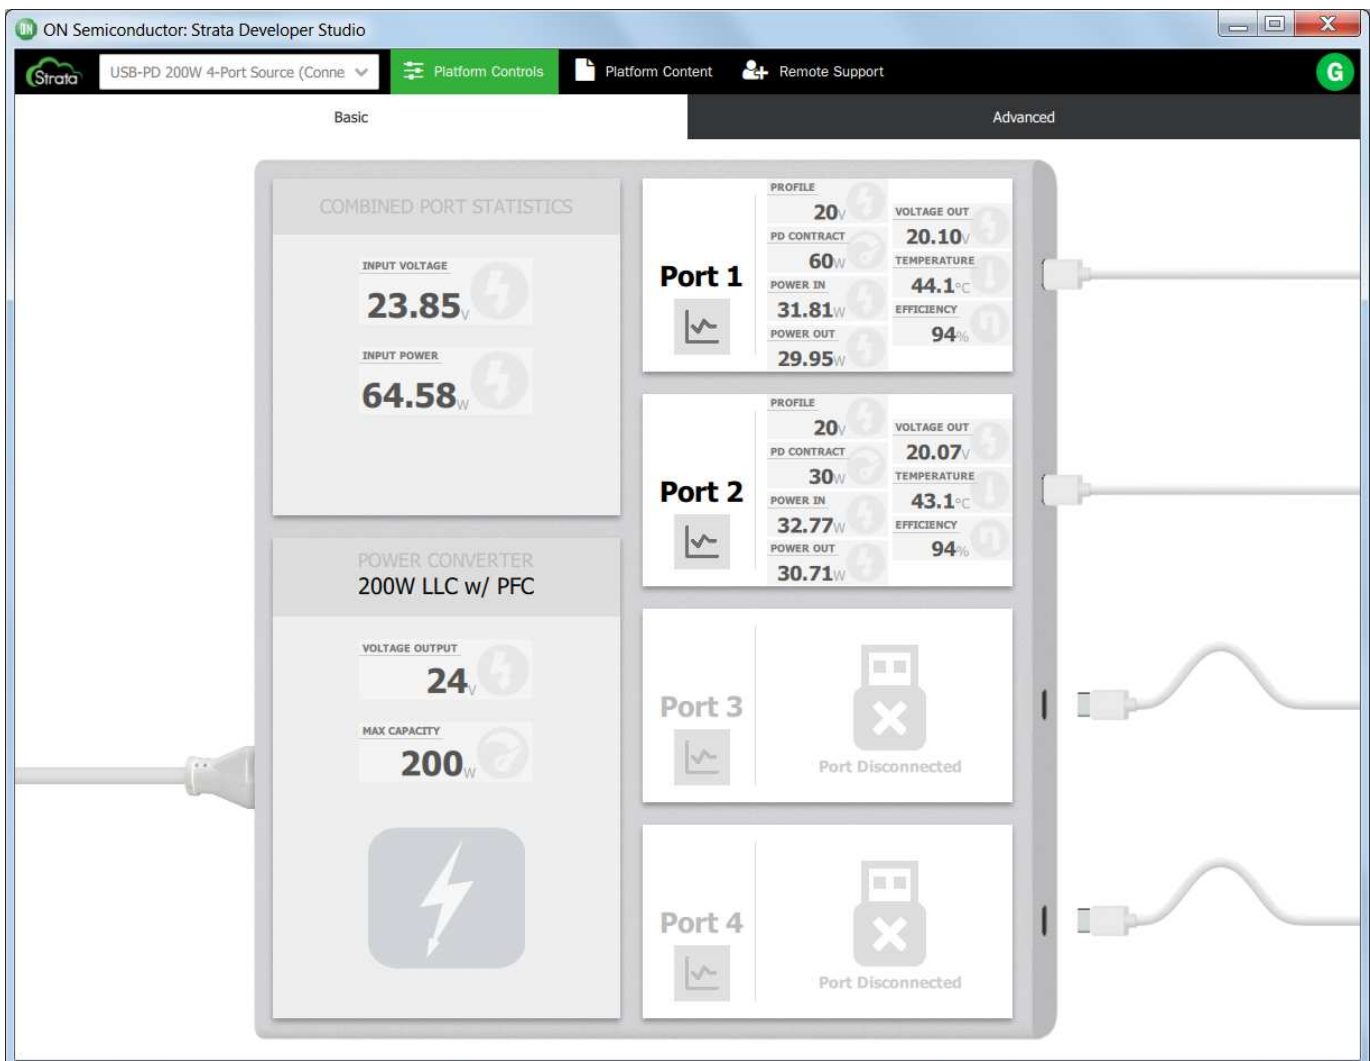 ON Semiconductor: Strata Developer Studio
Strata
USB-PD 200W 4-Port Source (Conne
Platform Controls
Platform Content
Remote Support
G
Basic
Advanced
COMBINED PORT STATISTICS
INPUT VOLTAGE
23.85V
INPUT POWER
64.58W
POWER CONVERTER
200W LLC w/ PFC
VOLTAGE OUTPUT
24V
MAX CAPACITY
200W
Port 1
PROFILE
20V
PD CONTRACT
60W
POWER IN
31.81W
POWER OUT
29.95W
VOLTAGE OUT
20.10V
TEMPERATURE
44.1°C
EFFICIENCY
94%
Port 2
PROFILE
20V
PD CONTRACT
30W
POWER IN
32.77W
POWER OUT
30.71W
VOLTAGE OUT
20.07V
TEMPERATURE
43.1°C
EFFICIENCY
94%
Port 3
Port Disconnected
Port 4
Port Disconnected